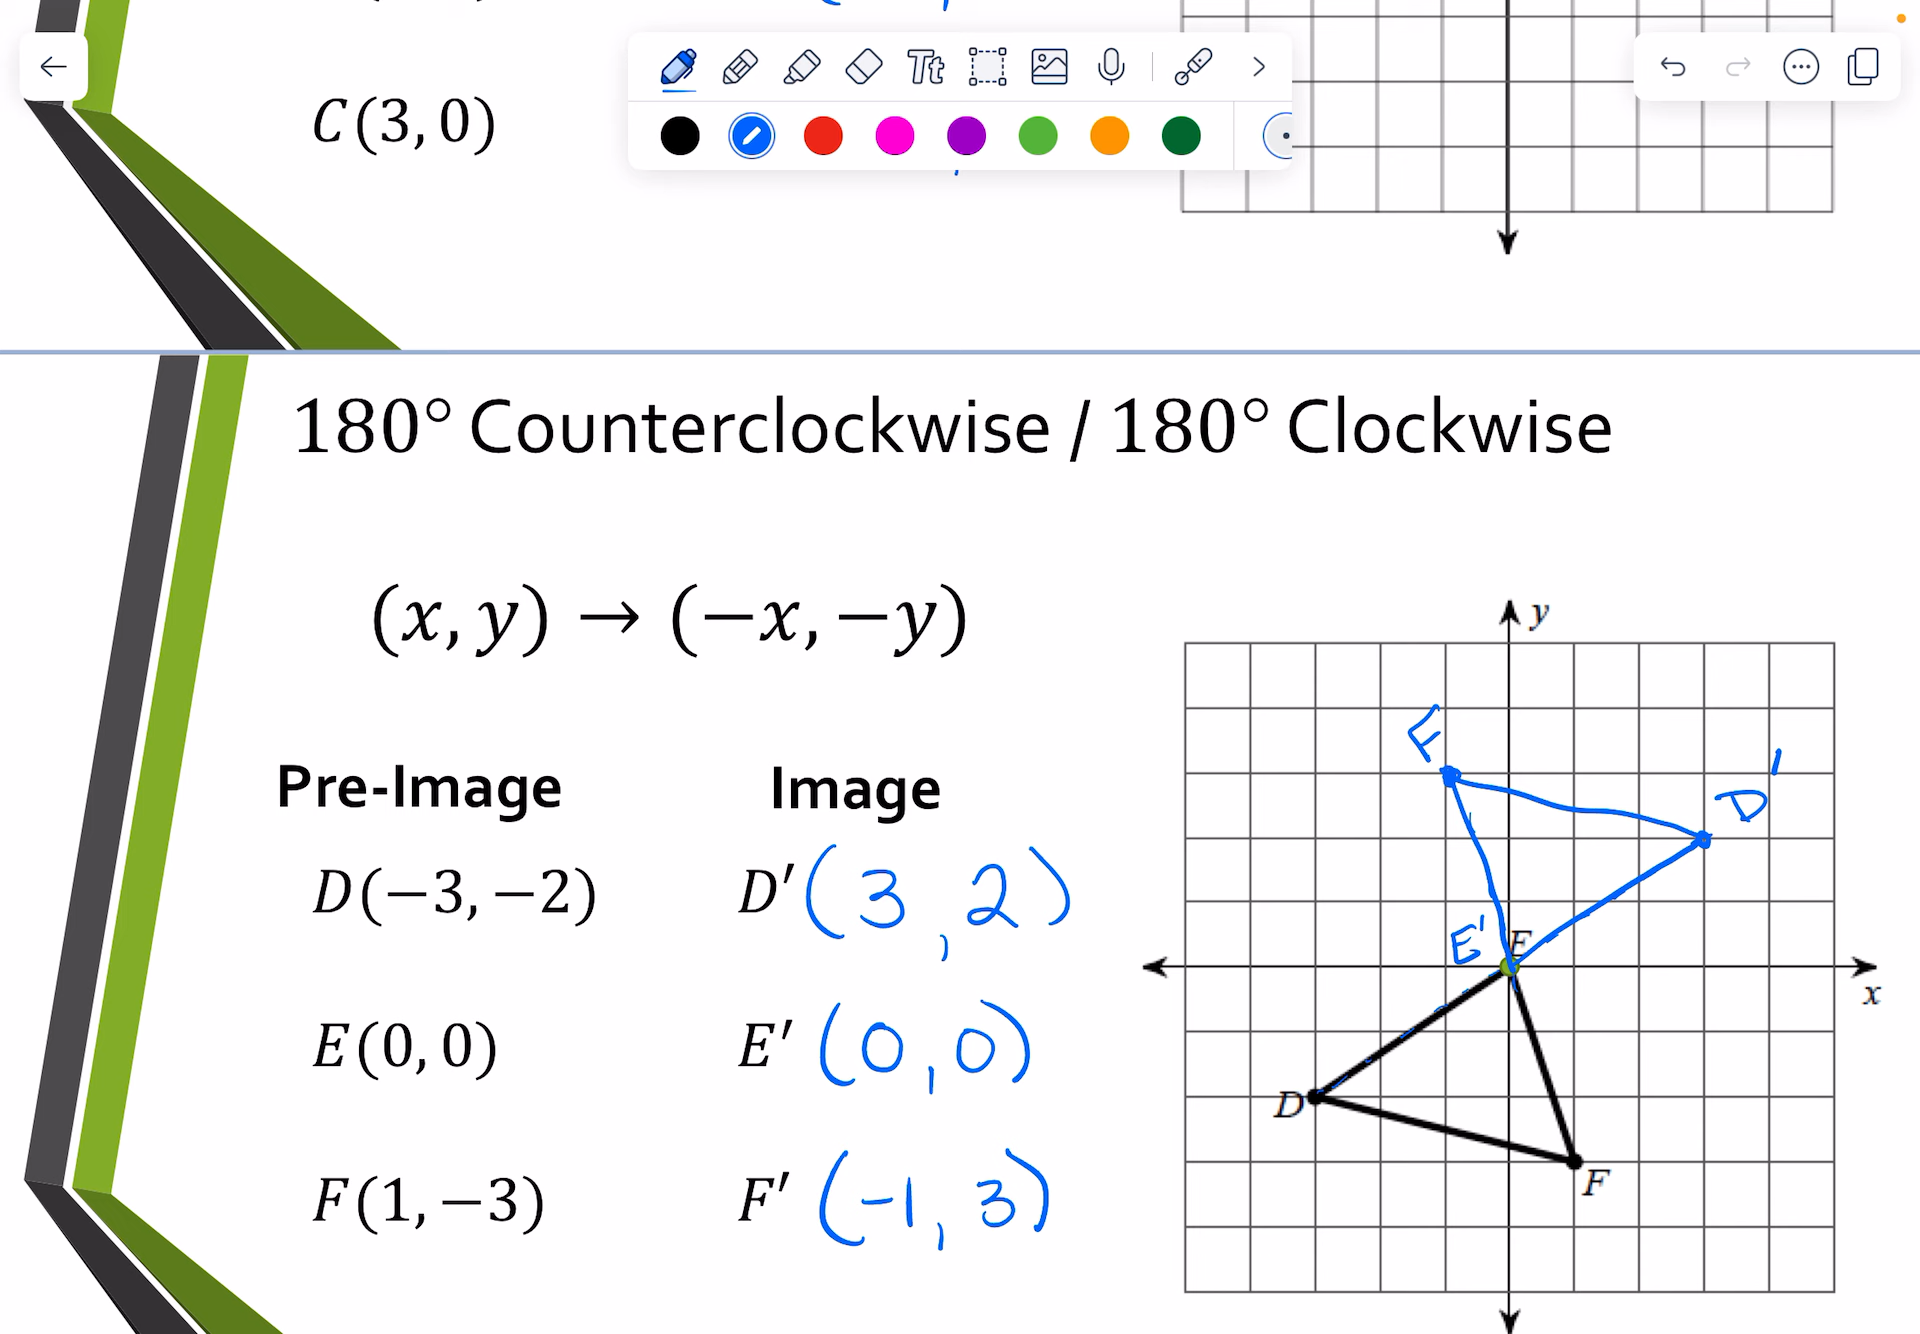 Tt
C(3, 0)
180° Counterclockwise / 180° Clockwise
(x, y) → (−x, −y)
y
F
D'
E'
E
x
D
F
Pre-Image Image
D(−3, −2) D′(3, 2)
E(0, 0) E′ (0, 0)
F(1, −3) F′ (-1, 3)